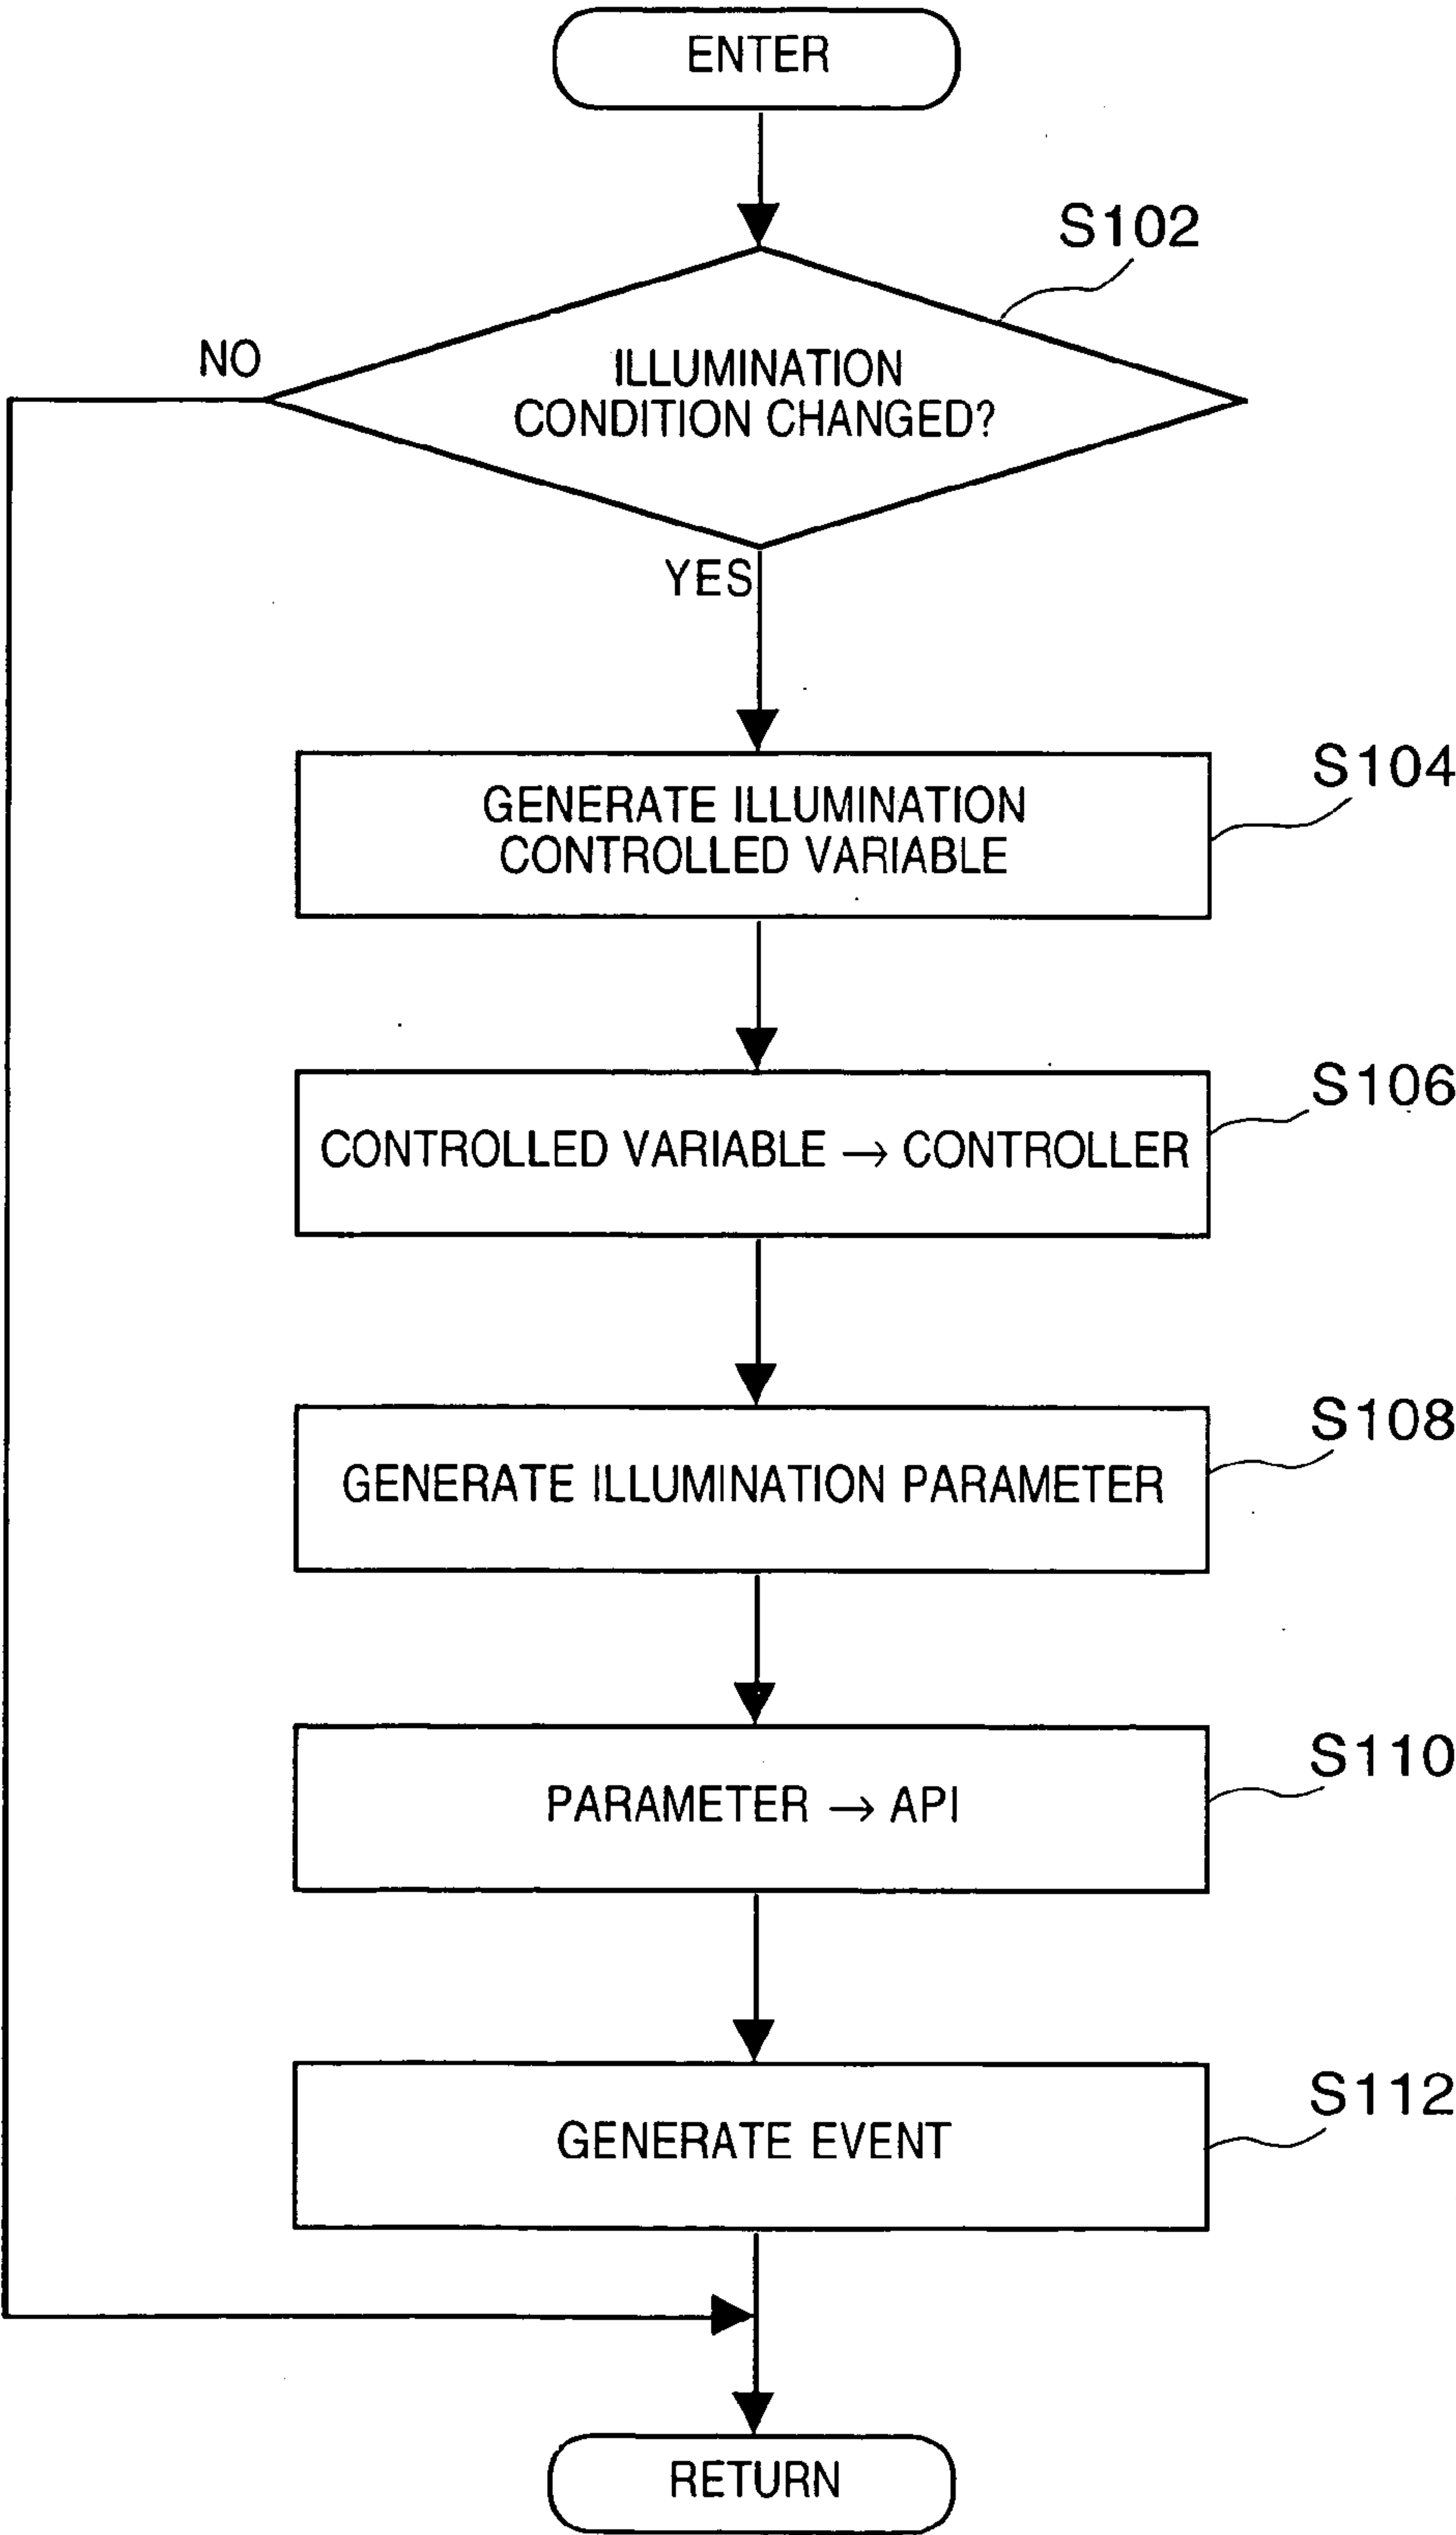 ENTER
S102
NO
ILLUMINATION
CONDITION CHANGED?
YES
S104
GENERATE ILLUMINATION
CONTROLLED VARIABLE
S106
CONTROLLED VARIABLE → CONTROLLER
S108
GENERATE ILLUMINATION PARAMETER
S110
PARAMETER → API
S112
GENERATE EVENT
RETURN